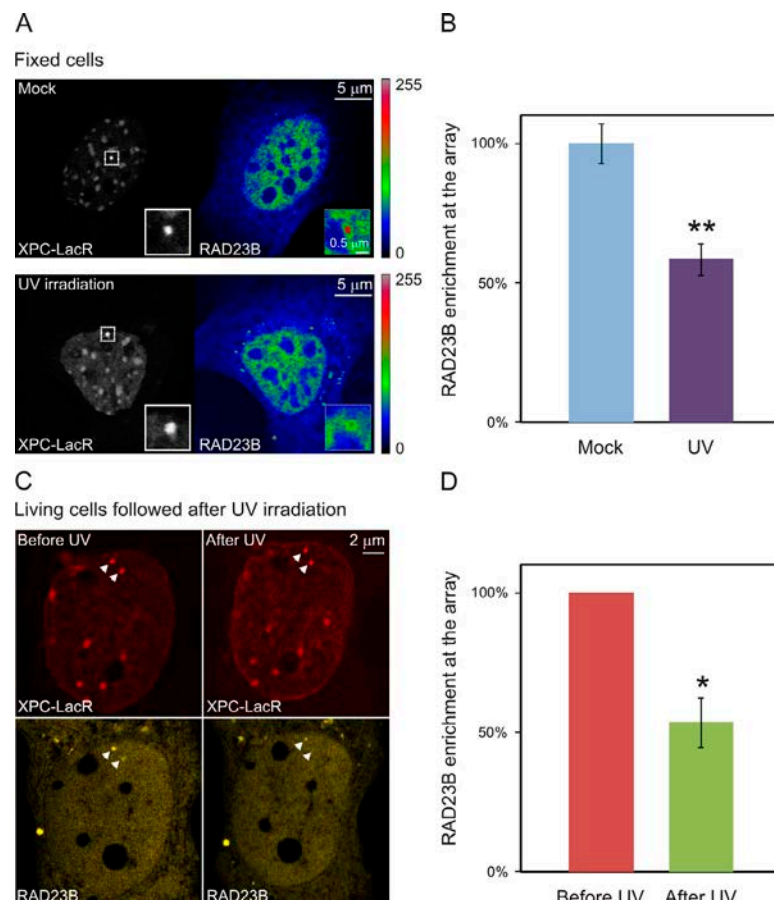 A
Fixed cells
Mock
5 µm
255
XPC-LacR
RAD23B
0.5 µm
0
UV irradiation
5 µm
255
XPC-LacR
RAD23B
0
B
RAD23B enrichment at the array
100%
50%
0%
**
Mock
UV
C
Living cells followed after UV irradiation
Before UV
After UV
2 µm
XPC-LacR
XPC-LacR
RAD23B
RAD23B
D
RAD23B enrichment at the array
100%
50%
0%
*
Before UV
After UV